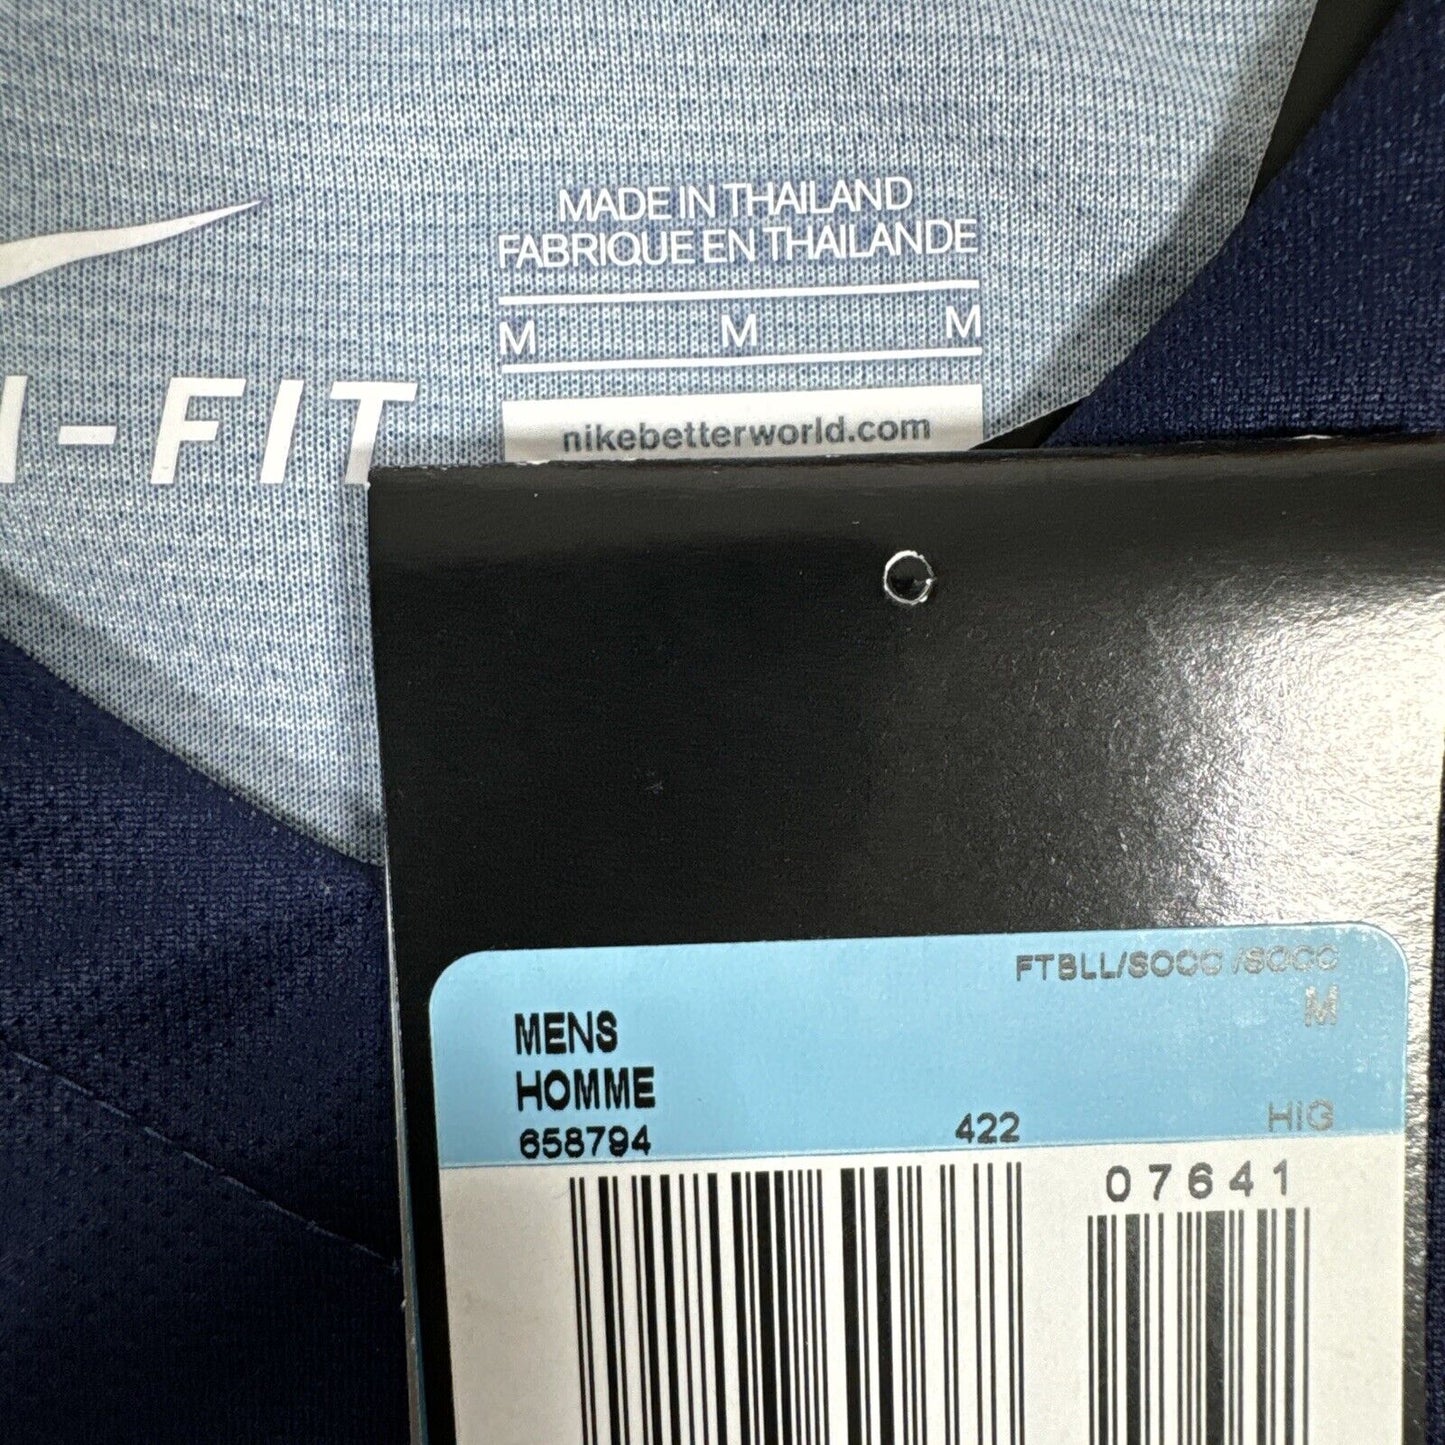 MADE IN THAILAND
FABRIQUE EN THAILANDE
M M M
I-FIT
nikebetterworld.com
FTBLL/SOCC /SOCC
M
MENS
HOMME
658794 422 HIG
07641